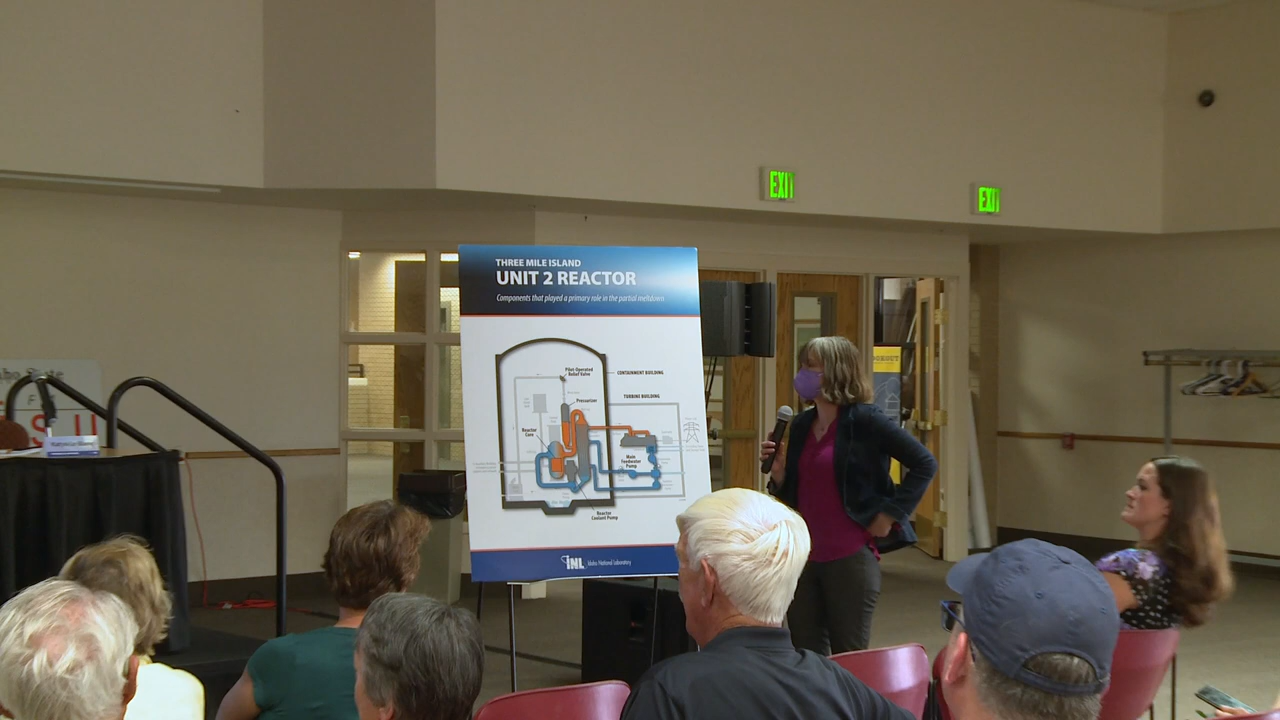 EXIT
EXIT
THREE MILE ISLAND
UNIT 2 REACTOR
Components that played a primary role in the partial meltdown
Pilot-Operated
Relief Valve
CONTAINMENT BUILDING
Pressurizer
TURBINE BUILDING
Reactor
Core
Main
Feedwater
Pump
Reactor
Coolant Pump
INL Idaho National Laboratory